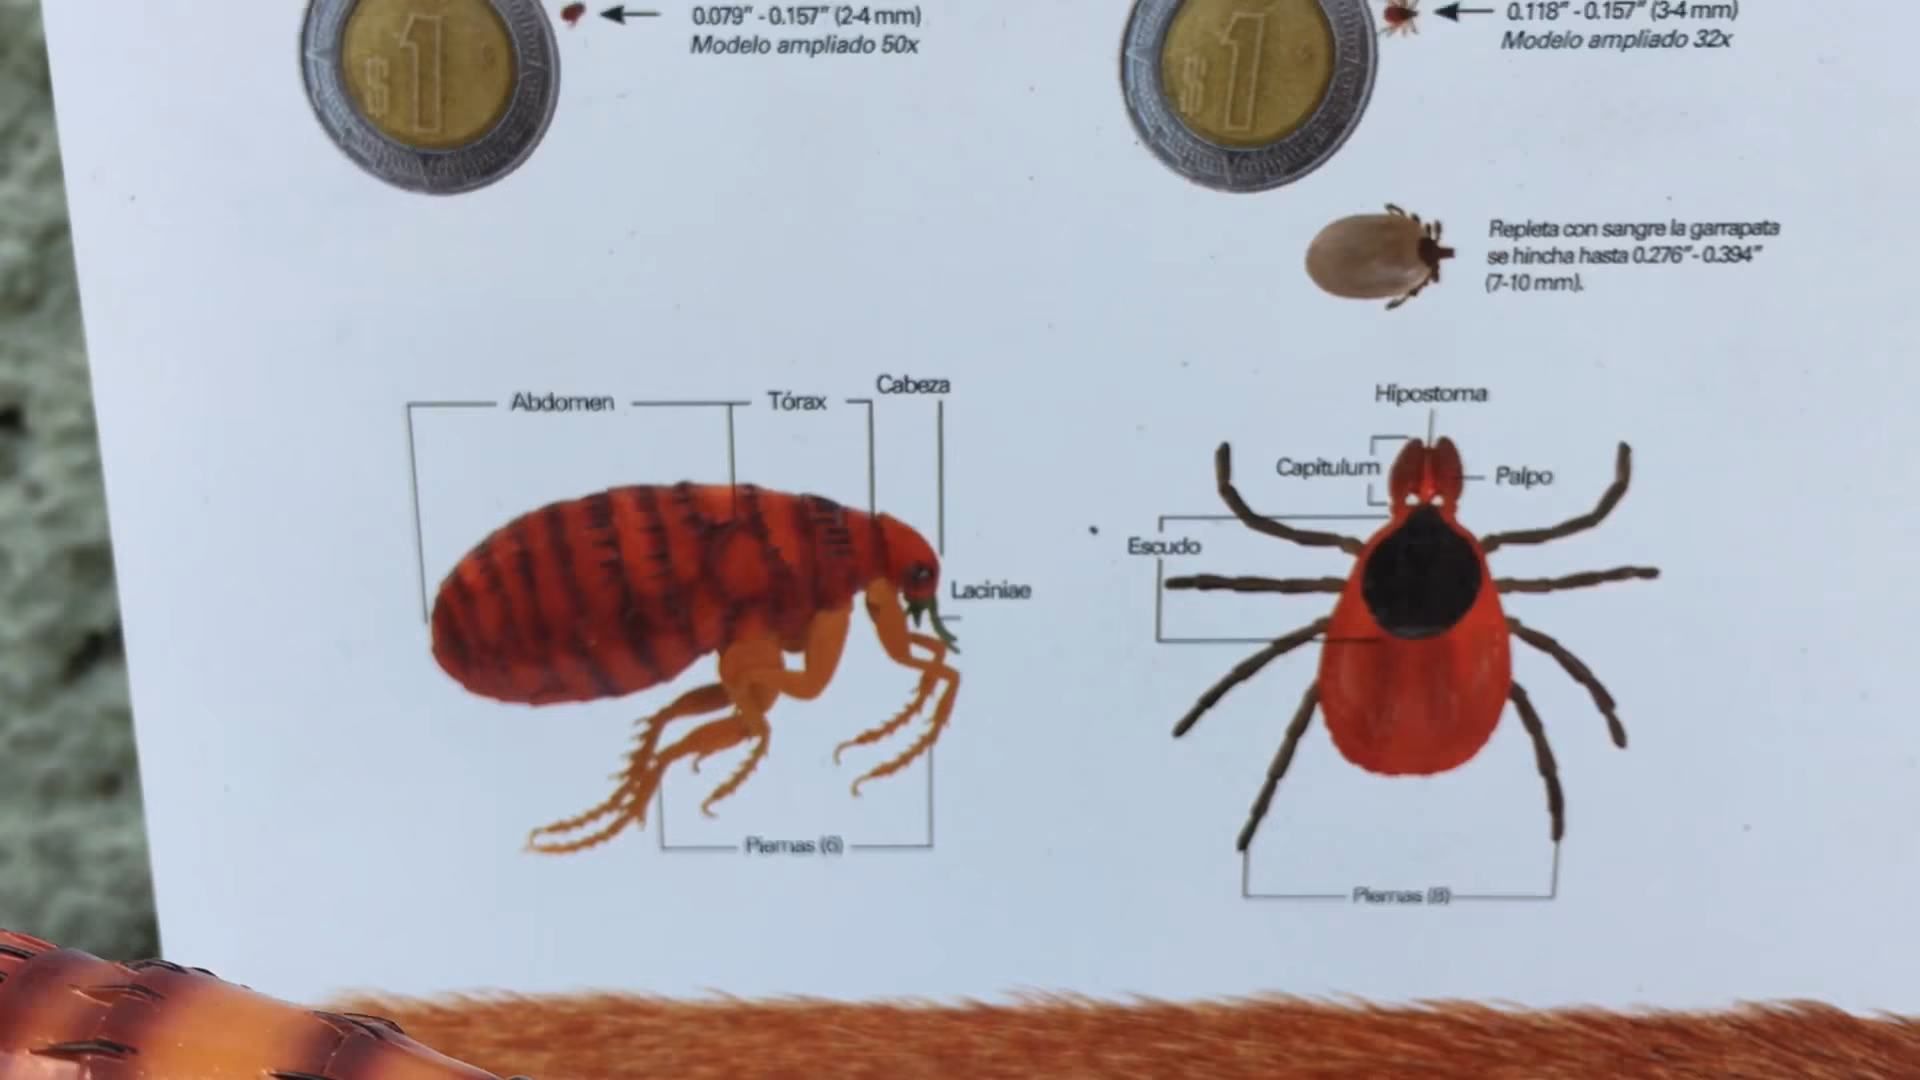 $1
0.079" - 0.157" (2-4 mm)
Modelo ampliado 50x
$1
0.118" - 0.157" (3-4 mm)
Modelo ampliado 32x
Repleta con sangre la garrapata
se hincha hasta 0.276" - 0.394"
(7-10 mm).
Abdomen
Tórax
Cabeza
Laciniae
Piernas (6)
Hipostoma
Capitulum
Palpo
Escudo
Piernas (8)